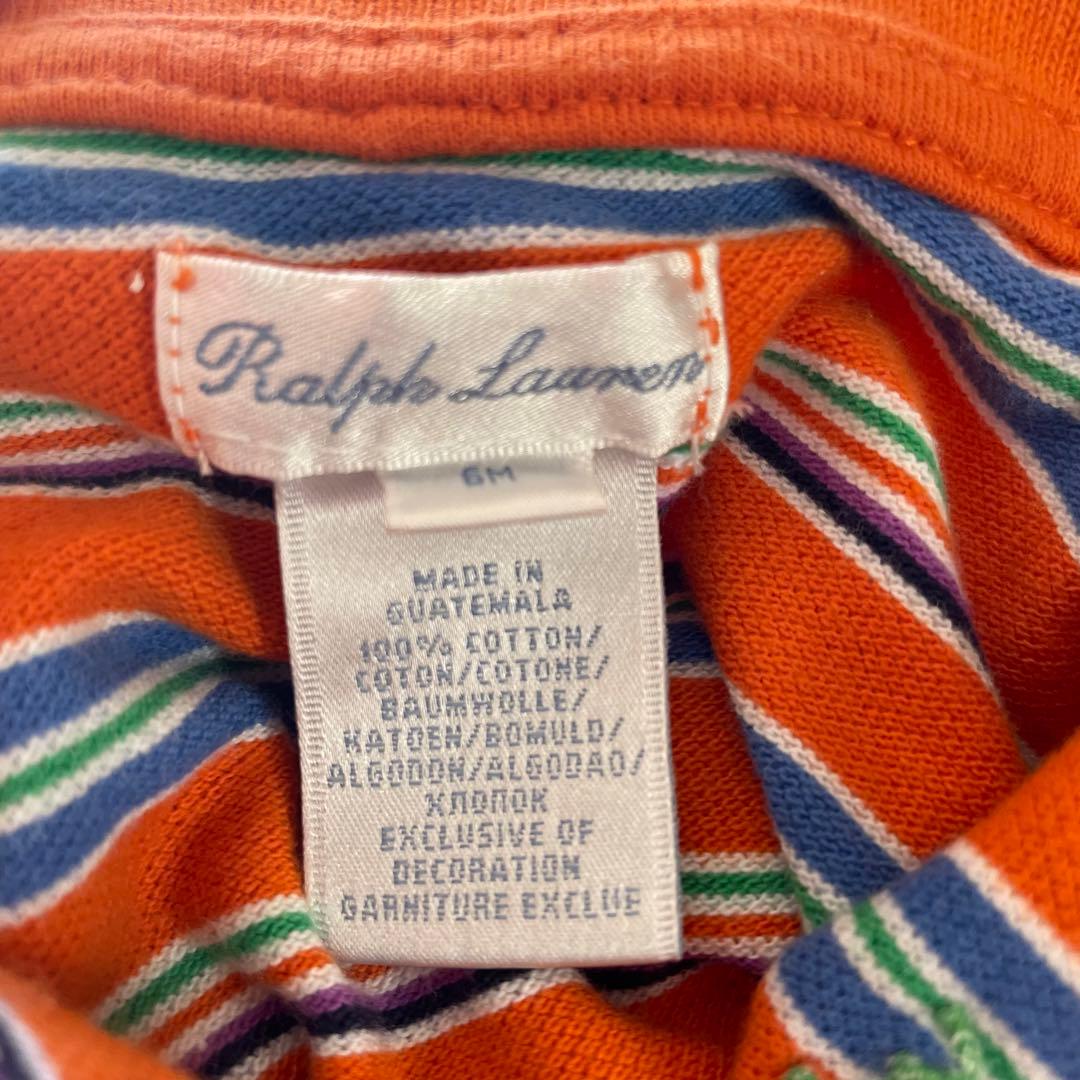 Ralph Lauren
6M
MADE IN
GUATEMALA
100% COTTON/
COTON/COTONE/
BAUMWOLLE/
KATOEN/BOMULD/
ALGODON/ALGODAO/
ХЛОПОК
EXCLUSIVE OF
DECORATION
GARNITURE EXCLUE